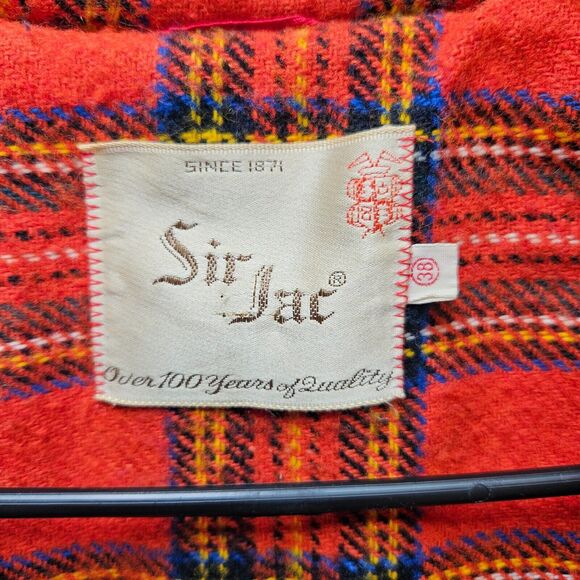 SINCE 1871
Sir
Jac®
38
Over 100 Years of Quality